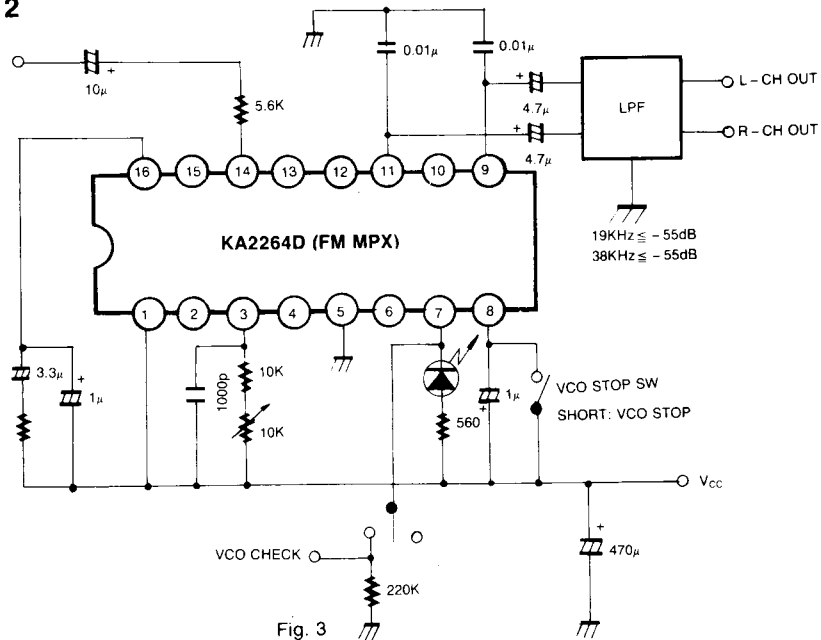 2
10μ
+
5.6K
0.01μ
0.01μ
+
4.7μ
+
4.7μ
LPF
L-CH OUT
R-CH OUT
19KHz ≦ -55dB
38KHz ≦ -55dB
16 15 14 13 12 11 10 9
KA2264D (FM MPX)
1 2 3 4 5 6 7 8
3.3μ
+
1μ
1000p
10K
10K
560
1μ
+
VCO STOP SW
SHORT: VCO STOP
VCC
VCO CHECK
220K
+
470μ
Fig. 3